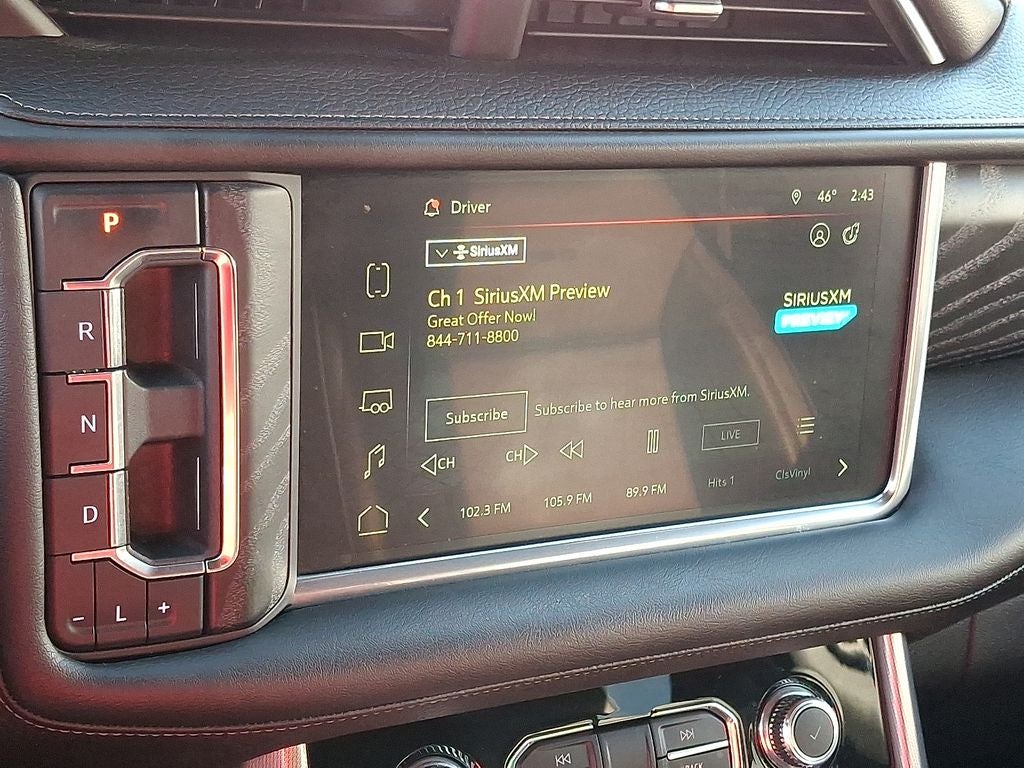 P
R
N
D
- L +
Driver
46° 2:43
SiriusXM
Ch 1 SiriusXM Preview
Great Offer Now!
844-711-8800
SIRIUSXM
PREVIEW
Subscribe
Subscribe to hear more from SiriusXM.
CH
CH
LIVE
102.3 FM
105.9 FM
89.9 FM
Hits 1
ClsVinyl
BACK